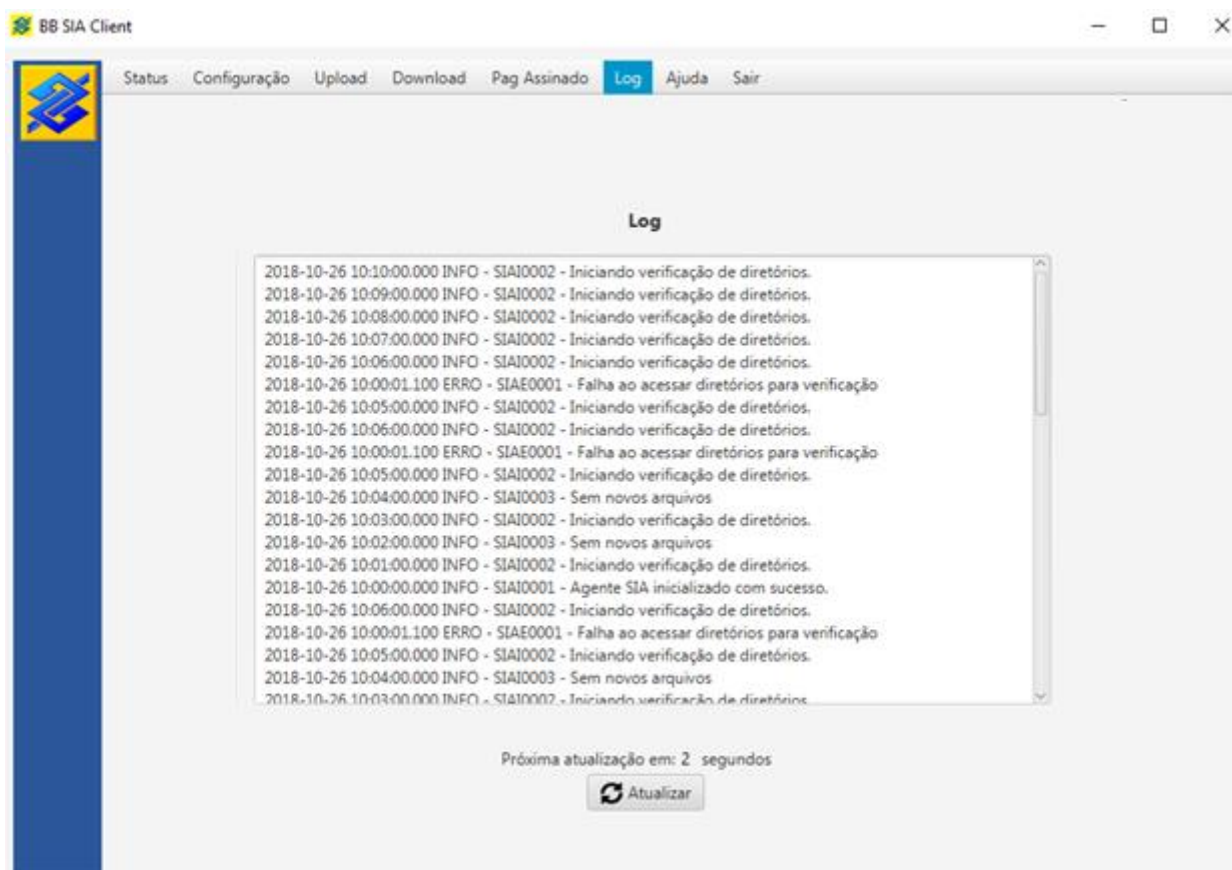 BB SIA Client
Status Configuração Upload Download Pag Assinado Log Ajuda Sair
Log
2018-10-26 10:10:00.000 INFO - SIAI0002 - Iniciando verificação de diretórios.
2018-10-26 10:09:00.000 INFO - SIAI0002 - Iniciando verificação de diretórios.
2018-10-26 10:08:00.000 INFO - SIAI0002 - Iniciando verificação de diretórios.
2018-10-26 10:07:00.000 INFO - SIAI0002 - Iniciando verificação de diretórios.
2018-10-26 10:06:00.000 INFO - SIAI0002 - Iniciando verificação de diretórios.
2018-10-26 10:00:01.100 ERRO - SIAE0001 - Falha ao acessar diretórios para verificação
2018-10-26 10:05:00.000 INFO - SIAI0002 - Iniciando verificação de diretórios.
2018-10-26 10:06:00.000 INFO - SIAI0002 - Iniciando verificação de diretórios.
2018-10-26 10:00:01.100 ERRO - SIAE0001 - Falha ao acessar diretórios para verificação
2018-10-26 10:05:00.000 INFO - SIAI0002 - Iniciando verificação de diretórios.
2018-10-26 10:04:00.000 INFO - SIAI0003 - Sem novos arquivos
2018-10-26 10:03:00.000 INFO - SIAI0002 - Iniciando verificação de diretórios.
2018-10-26 10:02:00.000 INFO - SIAI0003 - Sem novos arquivos
2018-10-26 10:01:00.000 INFO - SIAI0002 - Iniciando verificação de diretórios.
2018-10-26 10:00:00.000 INFO - SIAI0001 - Agente SIA inicializado com sucesso.
2018-10-26 10:06:00.000 INFO - SIAI0002 - Iniciando verificação de diretórios.
2018-10-26 10:00:01.100 ERRO - SIAE0001 - Falha ao acessar diretórios para verificação
2018-10-26 10:05:00.000 INFO - SIAI0002 - Iniciando verificação de diretórios.
2018-10-26 10:04:00.000 INFO - SIAI0003 - Sem novos arquivos
2018-10-26 10:03:00.000 INFO - SIAI0002 - Iniciando verificação de diretórios.
Próxima atualização em: 2 segundos
Atualizar